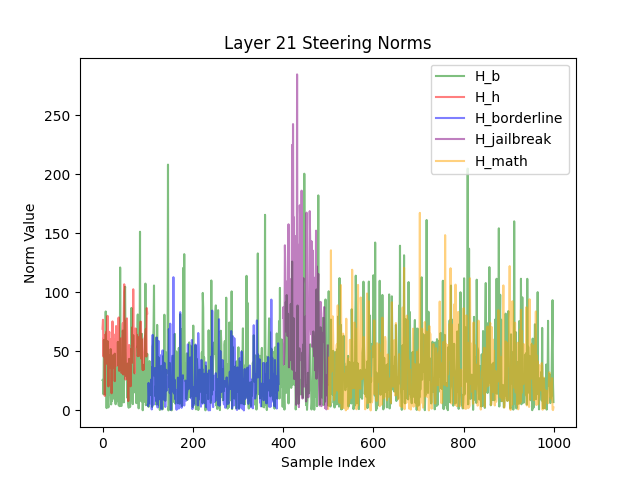 Layer 21 Steering Norms
H_b
H_h
H_borderline
H_jailbreak
H_math
Norm Value
250
200
150
100
50
0
0
200
400
600
800
1000
Sample Index